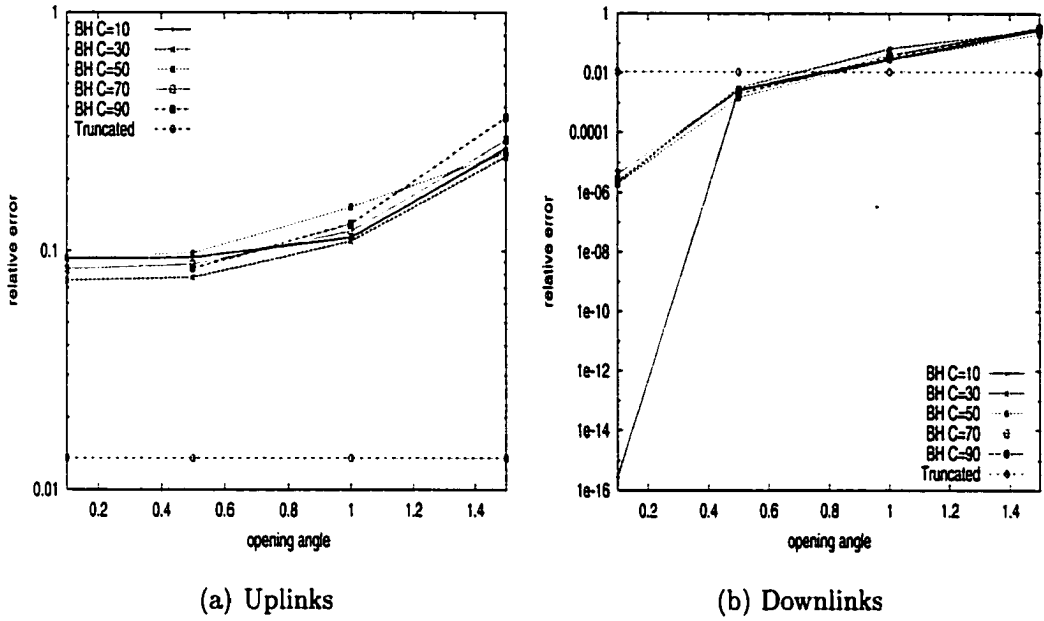 BH C=10
BH C=30
BH C=50
BH C=70
BH C=90
Truncated
1
0.1
0.01
relative error
0.2 0.4 0.6 0.8 1 1.2 1.4
opening angle
(a) Uplinks
1
0.01
0.0001
1e-06
1e-08
1e-10
1e-12
1e-14
1e-16
relative error
BH C=10
BH C=30
BH C=50
BH C=70
BH C=90
Truncated
0.2 0.4 0.6 0.8 1 1.2 1.4
opening angle
(b) Downlinks